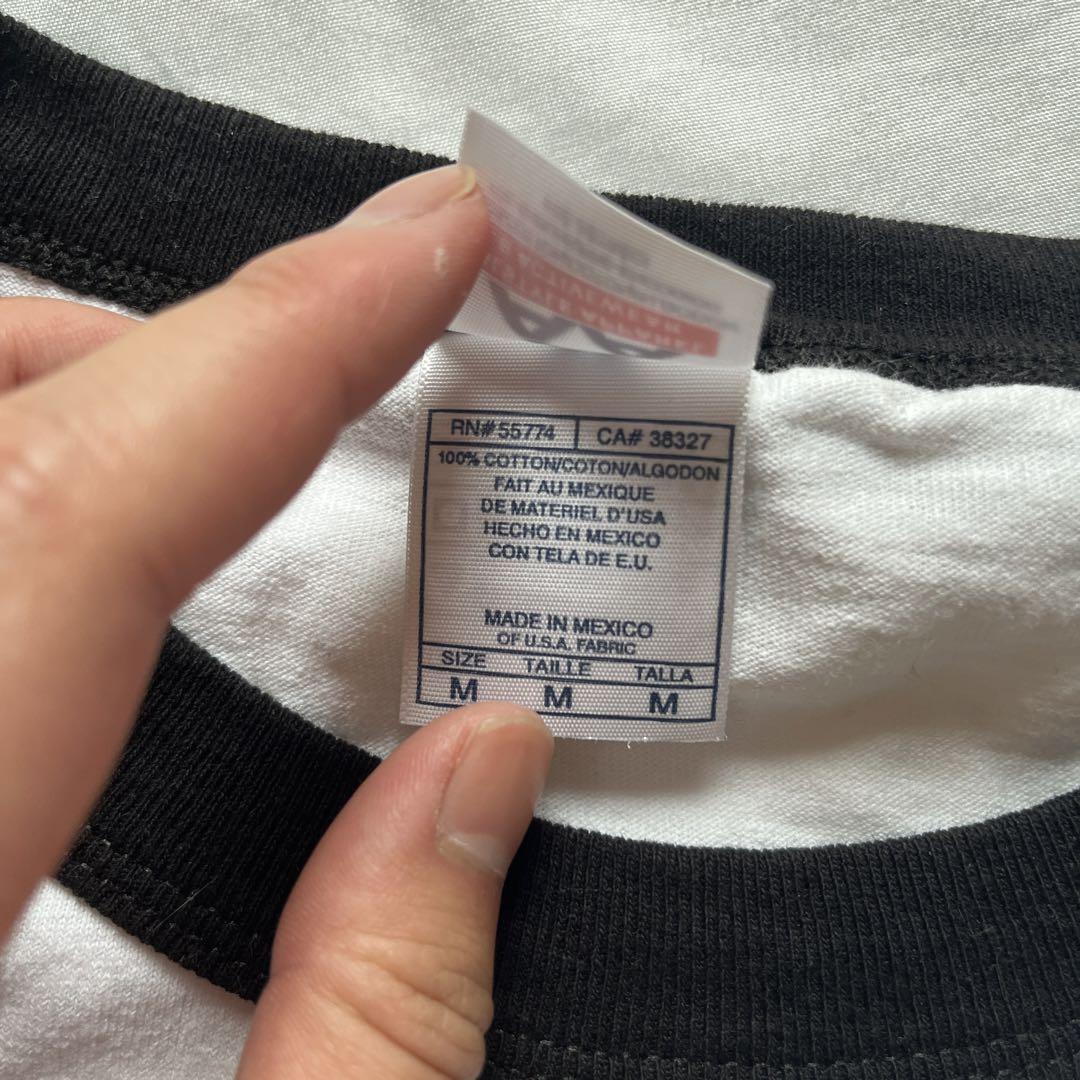 RN# 55774 CA# 38327
100% COTTON/COTON/ALGODON
FAIT AU MEXIQUE
DE MATERIEL D'USA
HECHO EN MEXICO
CON TELA DE E.U.
MADE IN MEXICO
OF U.S.A. FABRIC
SIZE TAILLE TALLA
M M M